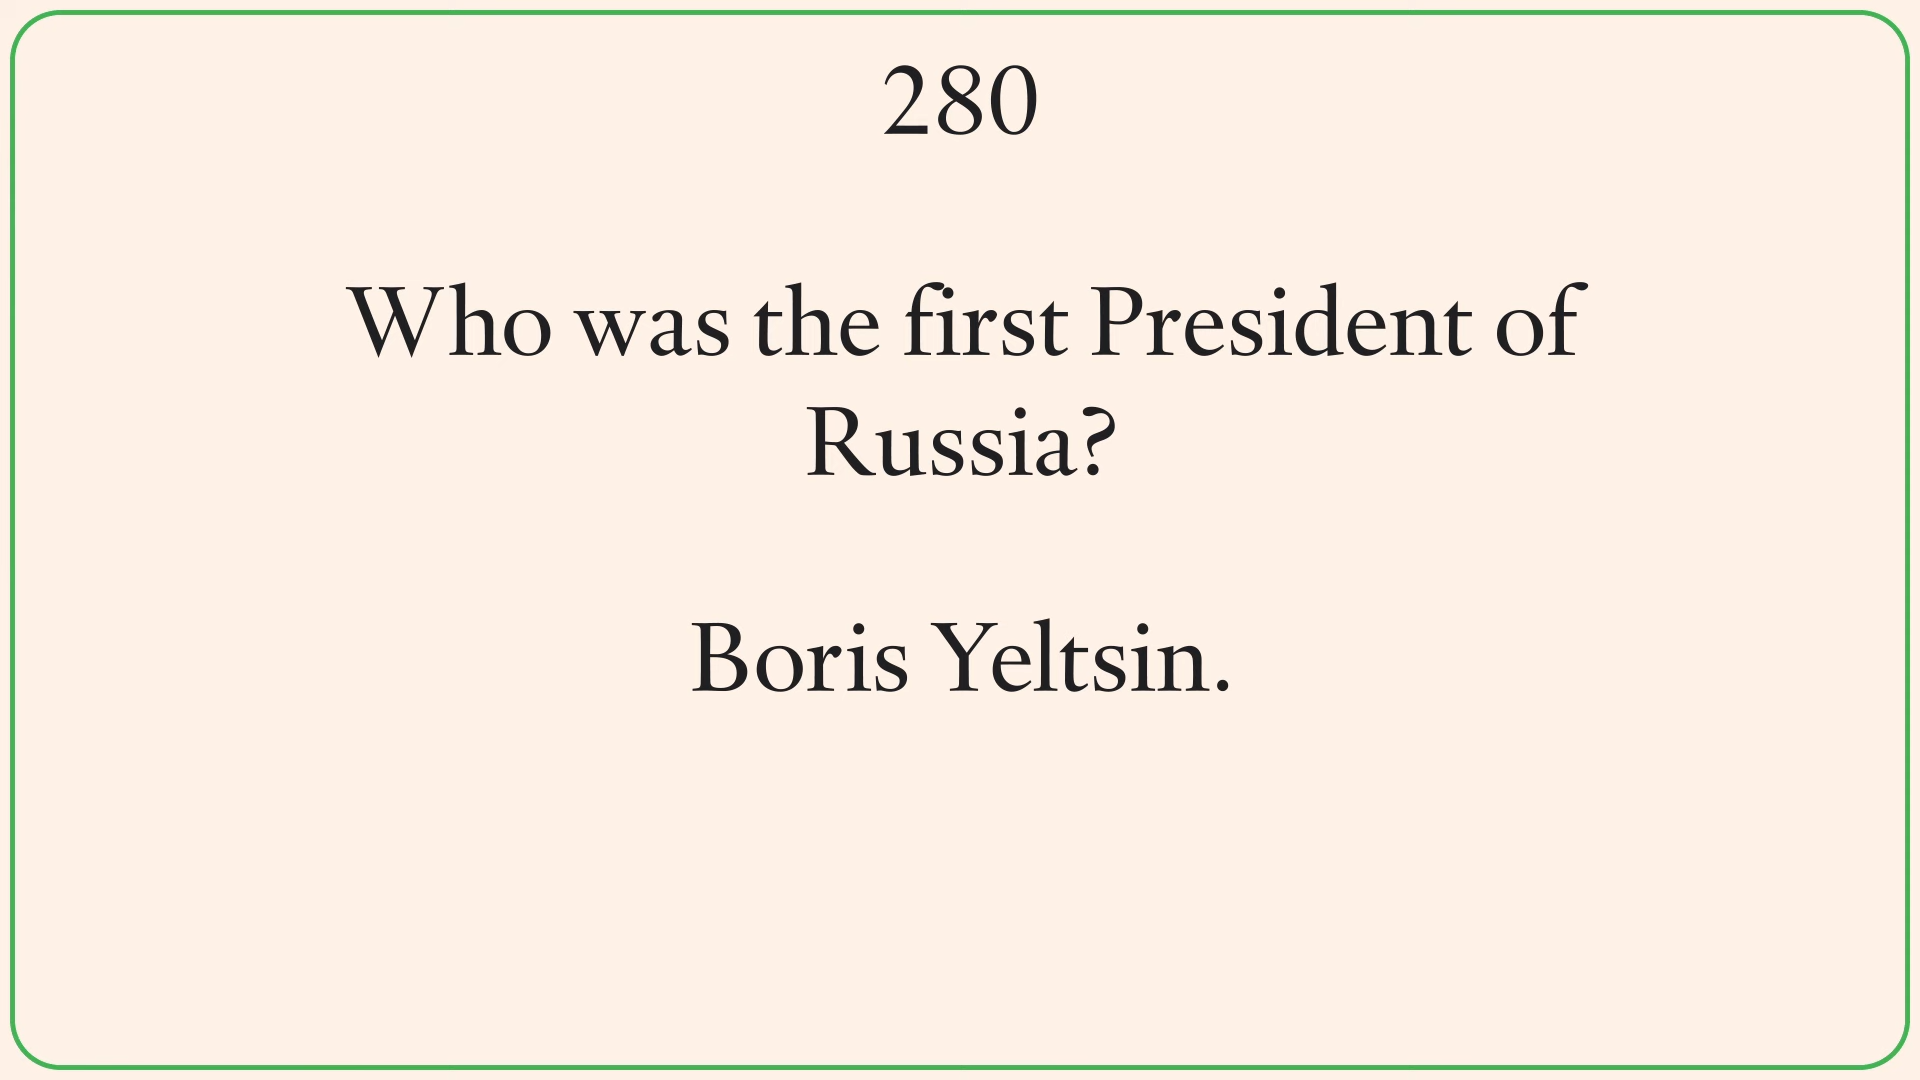 280
Who was the first President of
Russia?
Boris Yeltsin.